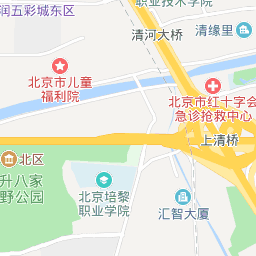 润五彩城东区
职业技术学院
清缘里
清河大桥
北京市儿童
福利院
北京市红十字会
急诊抢救中心
上清桥
北区
升八家
野公园
北京培黎
职业学院
汇智大厦